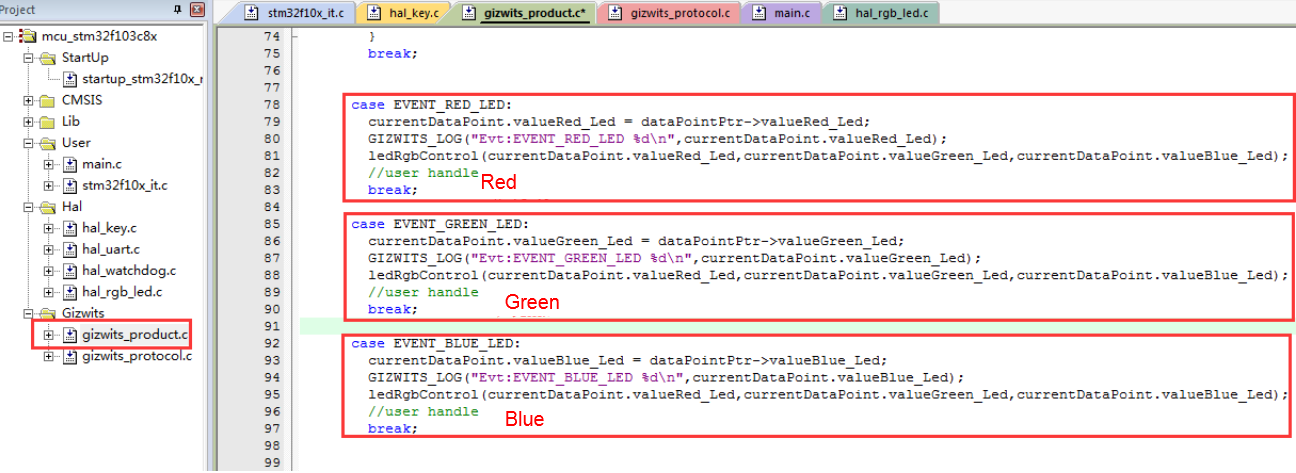 Project
mcu_stm32f103c8x
StartUp
startup_stm32f10x_r
CMSIS
Lib
User
main.c
stm32f10x_it.c
Hal
hal_key.c
hal_uart.c
hal_watchdog.c
hal_rgb_led.c
Gizwits
gizwits_product.c
gizwits_protocol.c
stm32f10x_it.c hal_key.c gizwits_product.c* gizwits_protocol.c main.c hal_rgb_led.c
74 }
75 break;
76
77
78 case EVENT_RED_LED:
79 currentDataPoint.valueRed_Led = dataPointPtr->valueRed_Led;
80 GIZWITS_LOG("Evt:EVENT_RED_LED %d\n",currentDataPoint.valueRed_Led);
81 ledRgbControl(currentDataPoint.valueRed_Led,currentDataPoint.valueGreen_Led,currentDataPoint.valueBlue_Led);
82 //user handle
Red
83 break;
84
85 case EVENT_GREEN_LED:
86 currentDataPoint.valueGreen_Led = dataPointPtr->valueGreen_Led;
87 GIZWITS_LOG("Evt:EVENT_GREEN_LED %d\n",currentDataPoint.valueGreen_Led);
88 ledRgbControl(currentDataPoint.valueRed_Led,currentDataPoint.valueGreen_Led,currentDataPoint.valueBlue_Led);
89 //user handle
Green
90 break;
91
92 case EVENT_BLUE_LED:
93 currentDataPoint.valueBlue_Led = dataPointPtr->valueBlue_Led;
94 GIZWITS_LOG("Evt:EVENT_BLUE_LED %d\n",currentDataPoint.valueBlue_Led);
95 ledRgbControl(currentDataPoint.valueRed_Led,currentDataPoint.valueGreen_Led,currentDataPoint.valueBlue_Led);
96 //user handle
Blue
97 break;
98
99